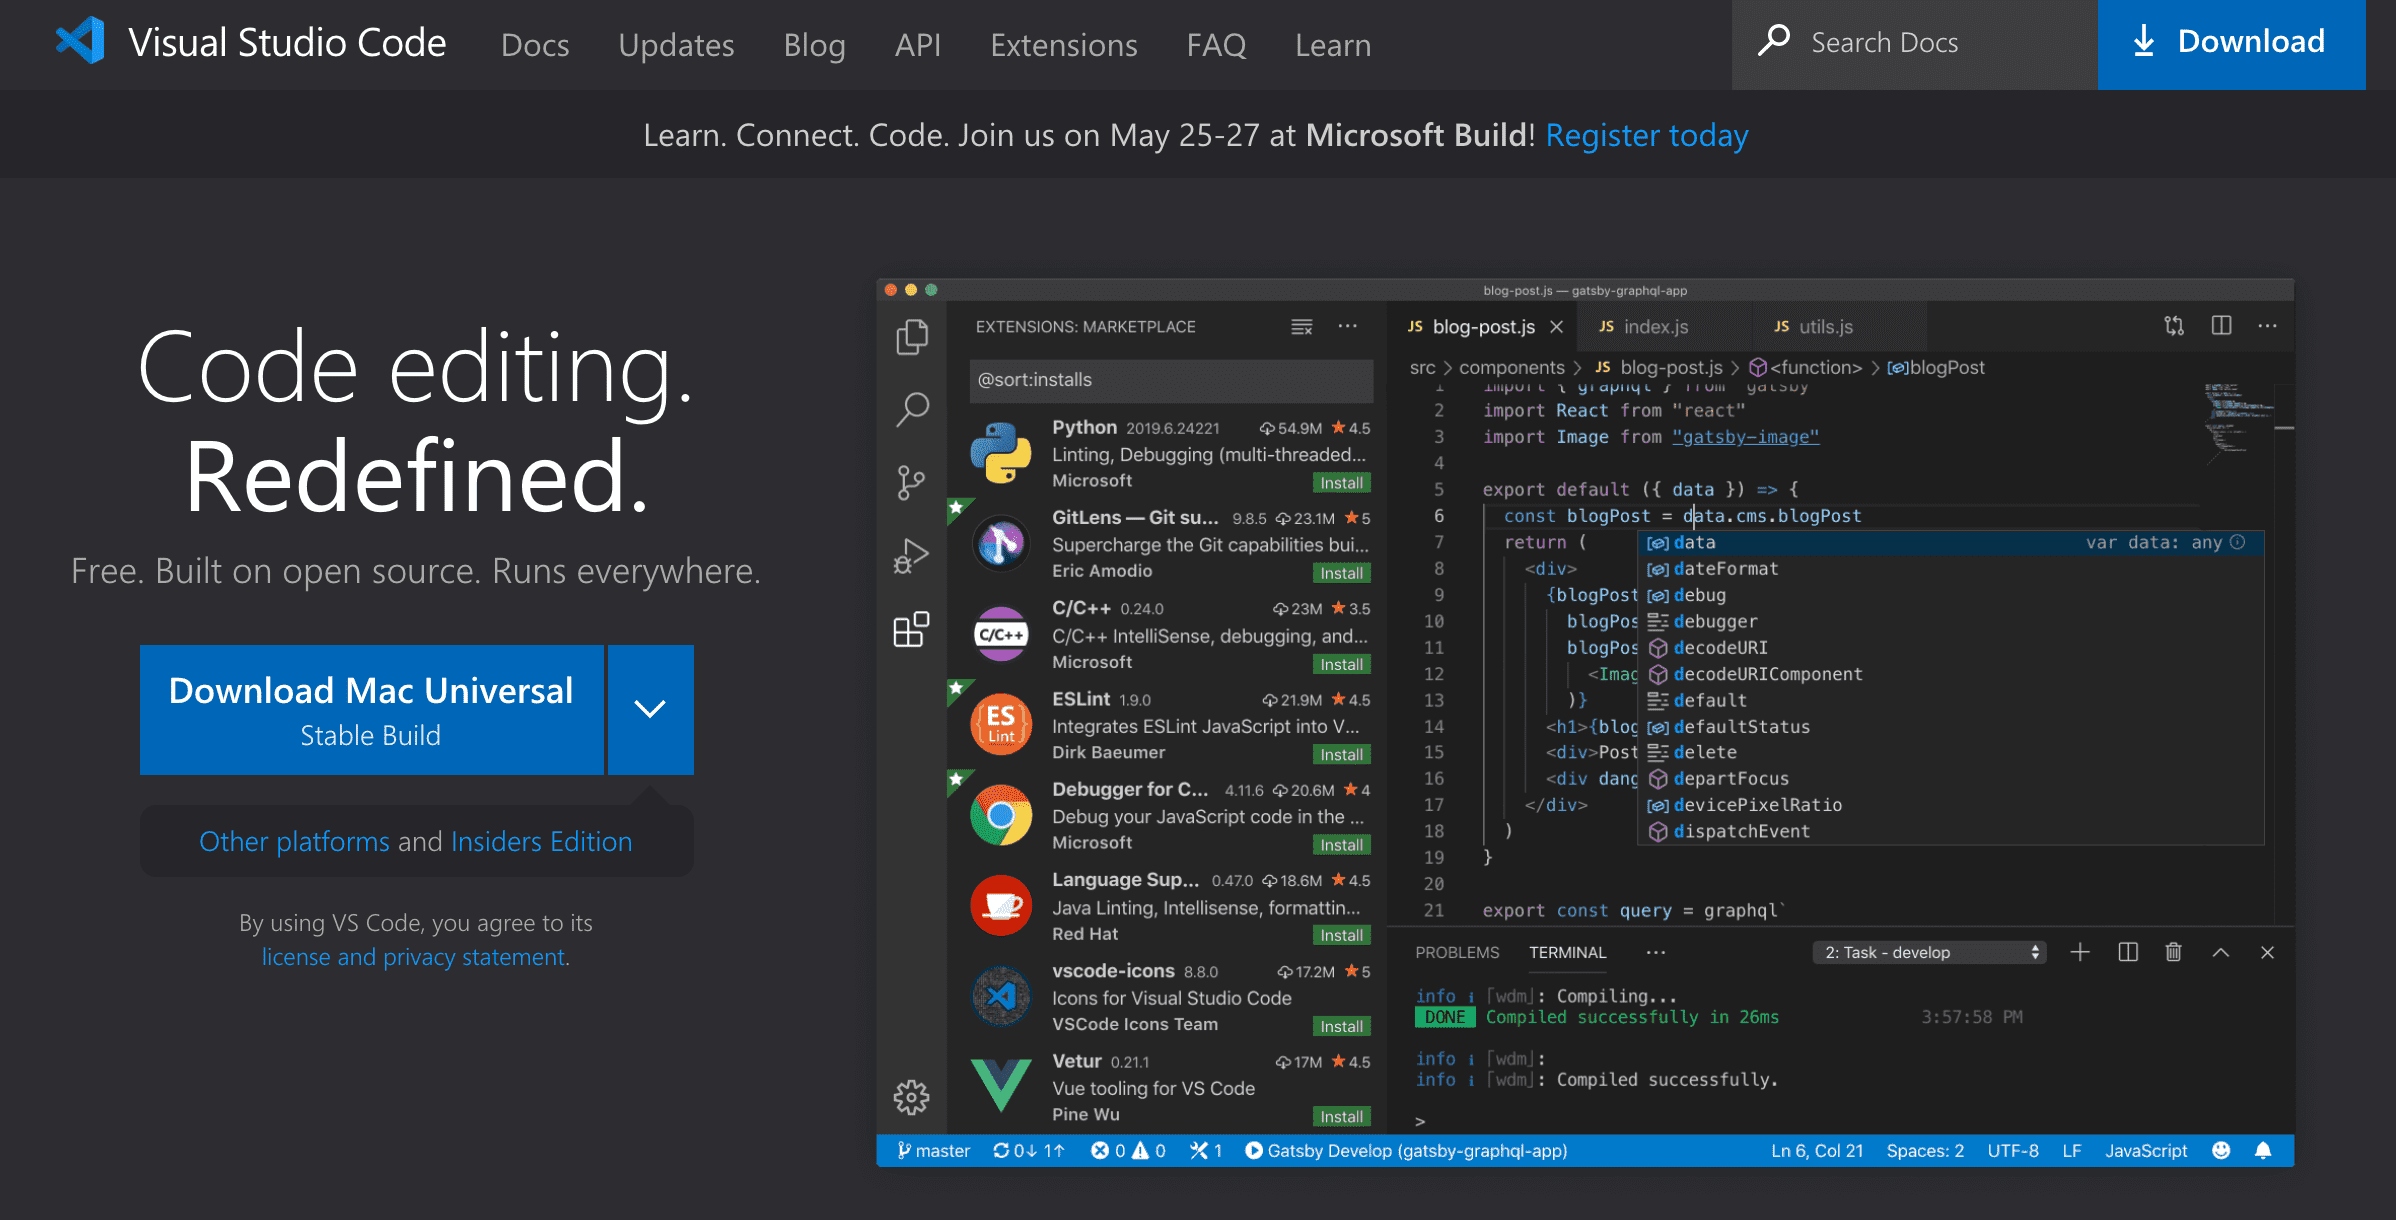 Visual Studio Code Docs Updates Blog API Extensions FAQ Learn Search Docs Download
Learn. Connect. Code. Join us on May 25-27 at Microsoft Build! Register today
Code editing.
Redefined.
Free. Built on open source. Runs everywhere.
Download Mac Universal
Stable Build
Other platforms and Insiders Edition
By using VS Code, you agree to its
license and privacy statement.
blog-post.js — gatsby-graphql-app
EXTENSIONS: MARKETPLACE
@sort:installs
Python 2019.6.24221 54.9M ★ 4.5
Linting, Debugging (multi-threaded...
Microsoft Install
GitLens — Git su... 9.8.5 23.1M ★ 5
Supercharge the Git capabilities bui...
Eric Amodio Install
C/C++
C/C++ 0.24.0 23M ★ 3.5
C/C++ IntelliSense, debugging, and...
Microsoft Install
ES
Lint
ESLint 1.9.0 21.9M ★ 4.5
Integrates ESLint JavaScript into V...
Dirk Baeumer Install
Debugger for C... 4.11.6 20.6M ★ 4
Debug your JavaScript code in the ...
Microsoft Install
Language Sup... 0.47.0 18.6M ★ 4.5
Java Linting, Intellisense, formattin...
Red Hat Install
vscode-icons 8.8.0 17.2M ★ 5
Icons for Visual Studio Code
VSCode Icons Team Install
Vetur 0.21.1 17M ★ 4.5
Vue tooling for VS Code
Pine Wu Install
JS blog-post.js JS index.js JS utils.js
src > components > JS blog-post.js > <function> > blogPost
1 import { graphql } from "gatsby"
2 import React from "react"
3 import Image from "gatsby-image"
4
5 export default ({ data }) => {
6 const blogPost = data.cms.blogPost
7 return (
8 <div>
9 {blogPost
10 blogPos
11 blogPos
12 <Imag
13 )}
14 <h1>{blog
15 <div>Post
16 <div dang
17 </div>
18 )
19 }
20
21 export const query = graphql`
data var data: any
dateFormat
debug
debugger
decodeURI
decodeURIComponent
default
defaultStatus
delete
departFocus
devicePixelRatio
dispatchEvent
PROBLEMS TERMINAL ... 2: Task - develop
info i ｢wdm｣: Compiling...
DONE Compiled successfully in 26ms 3:57:58 PM
info i ｢wdm｣:
info i ｢wdm｣: Compiled successfully.
>
master 0↓ 1↑ 0 0 1 Gatsby Develop (gatsby-graphql-app) Ln 6, Col 21 Spaces: 2 UTF-8 LF JavaScript